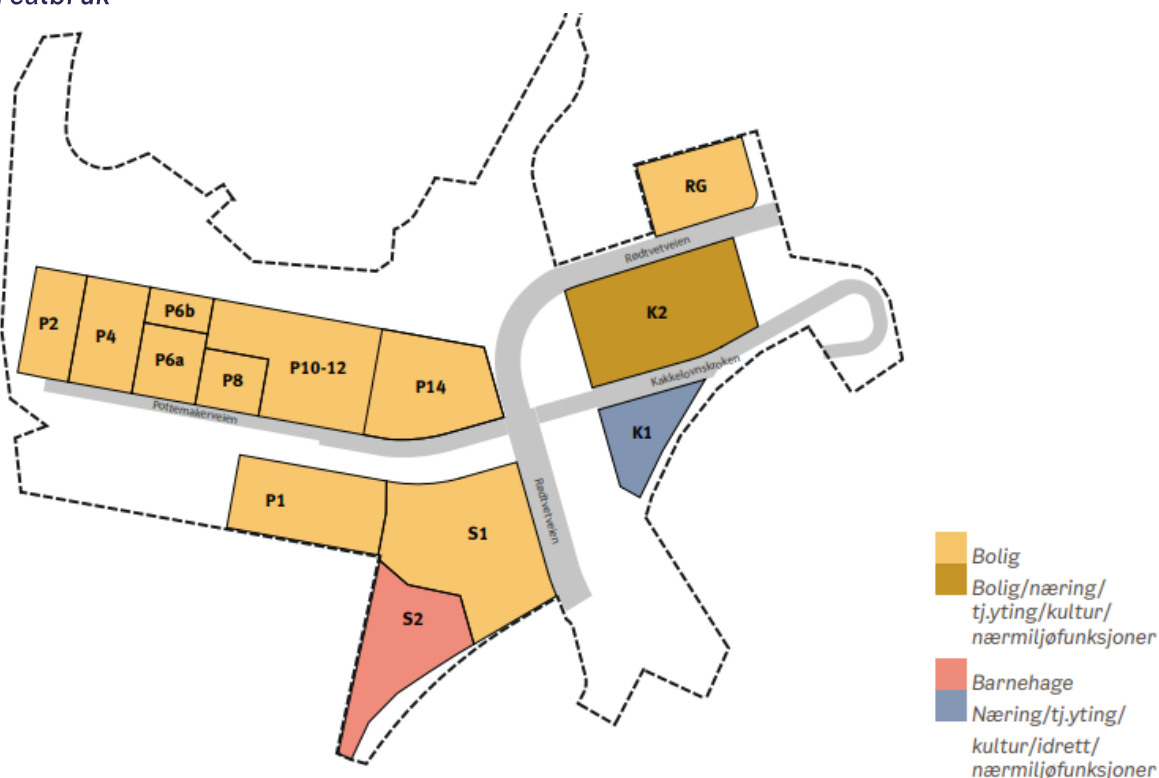 RG
Rødtvetveien
K2
P6b
P2
P4
P6a
P10-12
P8
P14
Kakkelovnskroken
Pottemakerveien
K1
P1
Rødtvetveien
S1
S2
Bolig
Bolig/næring/
tj.yting/kultur/
nærmiljøfunksjoner
Barnehage
Næring/tj.yting/
kultur/idrett/
nærmiljøfunksjoner